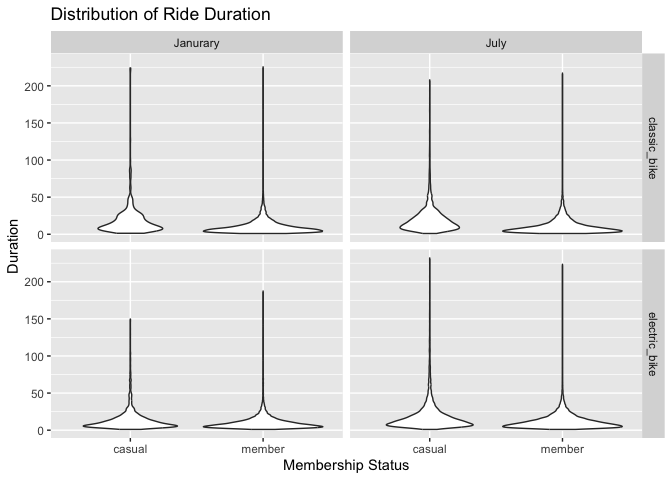 Distribution of Ride Duration
Janurary
July
200
150
100
50
0
classic_bike
Duration
200
150
100
50
0
electric_bike
casual
member
casual
member
Membership Status